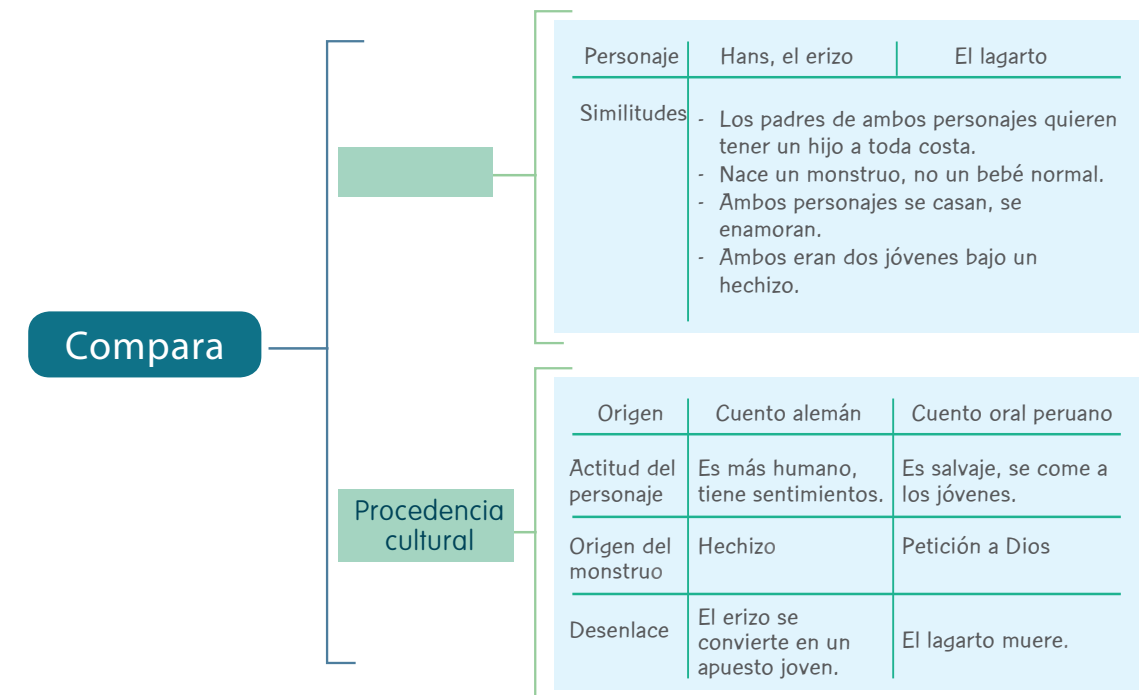 Compara
Personaje Hans, el erizo El lagarto
Similitudes
- Los padres de ambos personajes quieren
tener un hijo a toda costa.
- Nace un monstruo, no un bebé normal.
- Ambos personajes se casan, se
enamoran.
- Ambos eran dos jóvenes bajo un
hechizo.
Procedencia
cultural
Origen Cuento alemán Cuento oral peruano
Actitud del
personaje
Es más humano,
tiene sentimientos.
Es salvaje, se come a
los jóvenes.
Origen del
monstruo
Hechizo
Petición a Dios
Desenlace
El erizo se
convierte en un
apuesto joven.
El lagarto muere.